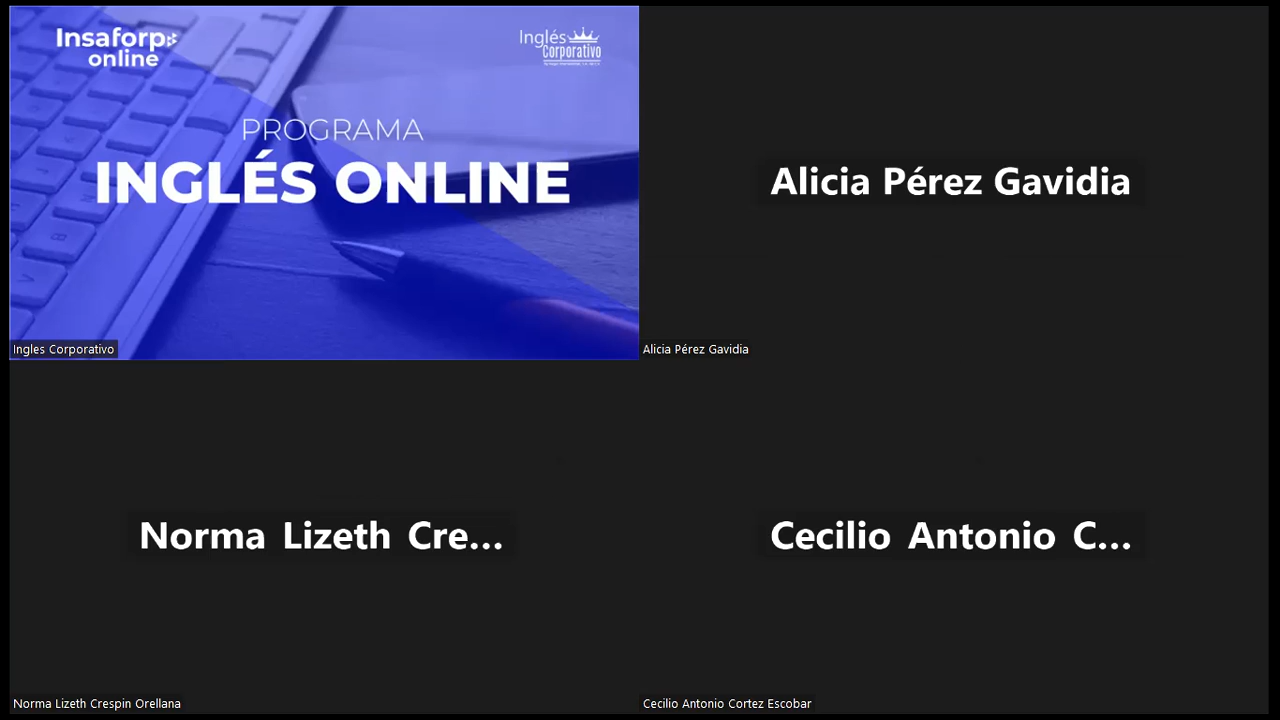 Insaforp
online
Inglés
Corporativo
PROGRAMA
INGLÉS ONLINE
Ingles Corporativo
Alicia Pérez Gavidia
Alicia Pérez Gavidia
Norma Lizeth Cre...
Norma Lizeth Crespin Orellana
Cecilio Antonio C...
Cecilio Antonio Cortez Escobar